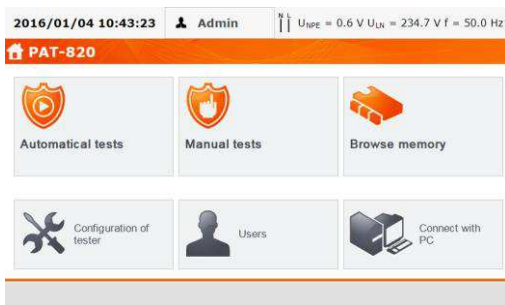 2016/01/04 10:43:23 Admin N L UNPE = 0.6 V ULN = 234.7 V f = 50.0 Hz
PAT-820
Automatical tests Manual tests Browse memory
Configuration of tester Users Connect with PC